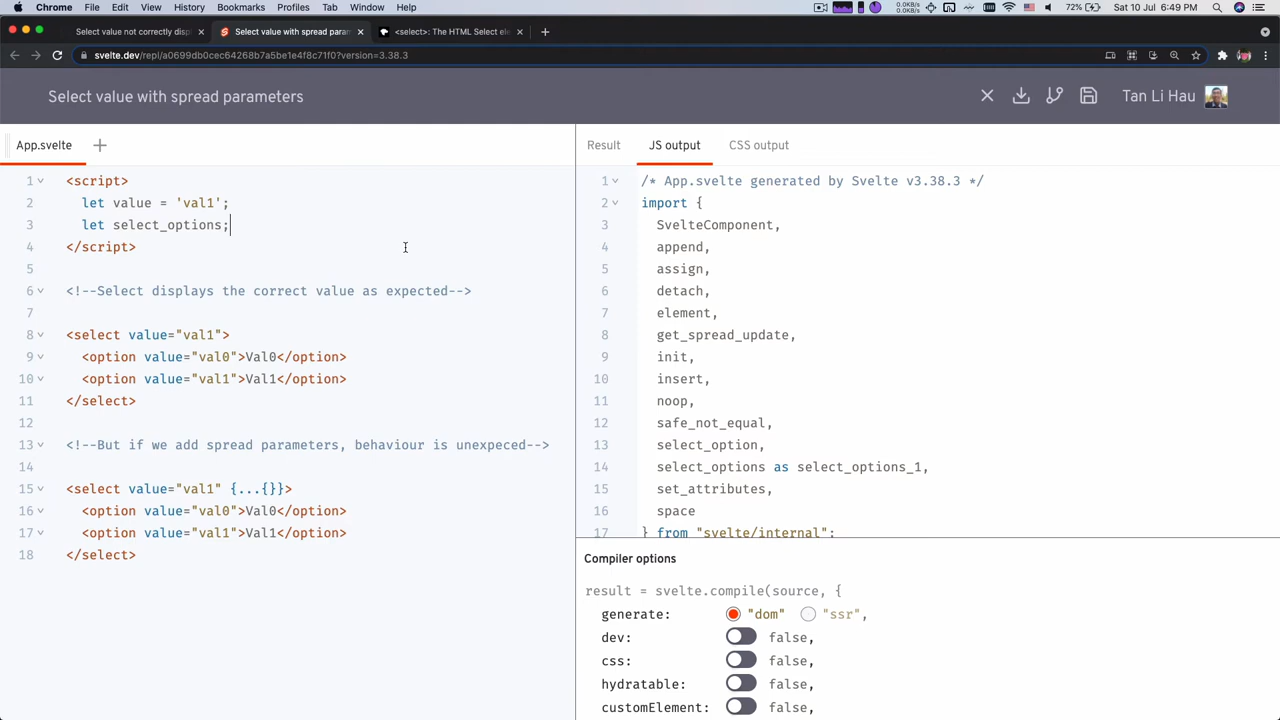 Chrome File Edit View History Bookmarks Profiles Tab Window Help 0.0KB/s 0.0KB/s 72% Sat 10 Jul 6:49 PM
Select value not correctly displ × Select value with spread param × <select>: The HTML Select ele × +
svelte.dev/repl/a0699db0cec64268b7a5be1e4f8c71f0?version=3.38.3
Select value with spread parameters Tan Li Hau
App.svelte +
1 <script>
2 let value = 'val1';
3 let select_options;
4 </script>
5
6 <!--Select displays the correct value as expected-->
7
8 <select value="val1">
9 <option value="val0">Val0</option>
10 <option value="val1">Val1</option>
11 </select>
12
13 <!--But if we add spread parameters, behaviour is unexpeced-->
14
15 <select value="val1" {...{}}>
16 <option value="val0">Val0</option>
17 <option value="val1">Val1</option>
18 </select>
Result JS output CSS output
1 /* App.svelte generated by Svelte v3.38.3 */
2 import {
3 SvelteComponent,
4 append,
5 assign,
6 detach,
7 element,
8 get_spread_update,
9 init,
10 insert,
11 noop,
12 safe_not_equal,
13 select_option,
14 select_options as select_options_1,
15 set_attributes,
16 space
17 } from "svelte/internal";
Compiler options
result = svelte.compile(source, {
generate: "dom" "ssr",
dev: false,
css: false,
hydratable: false,
customElement: false,